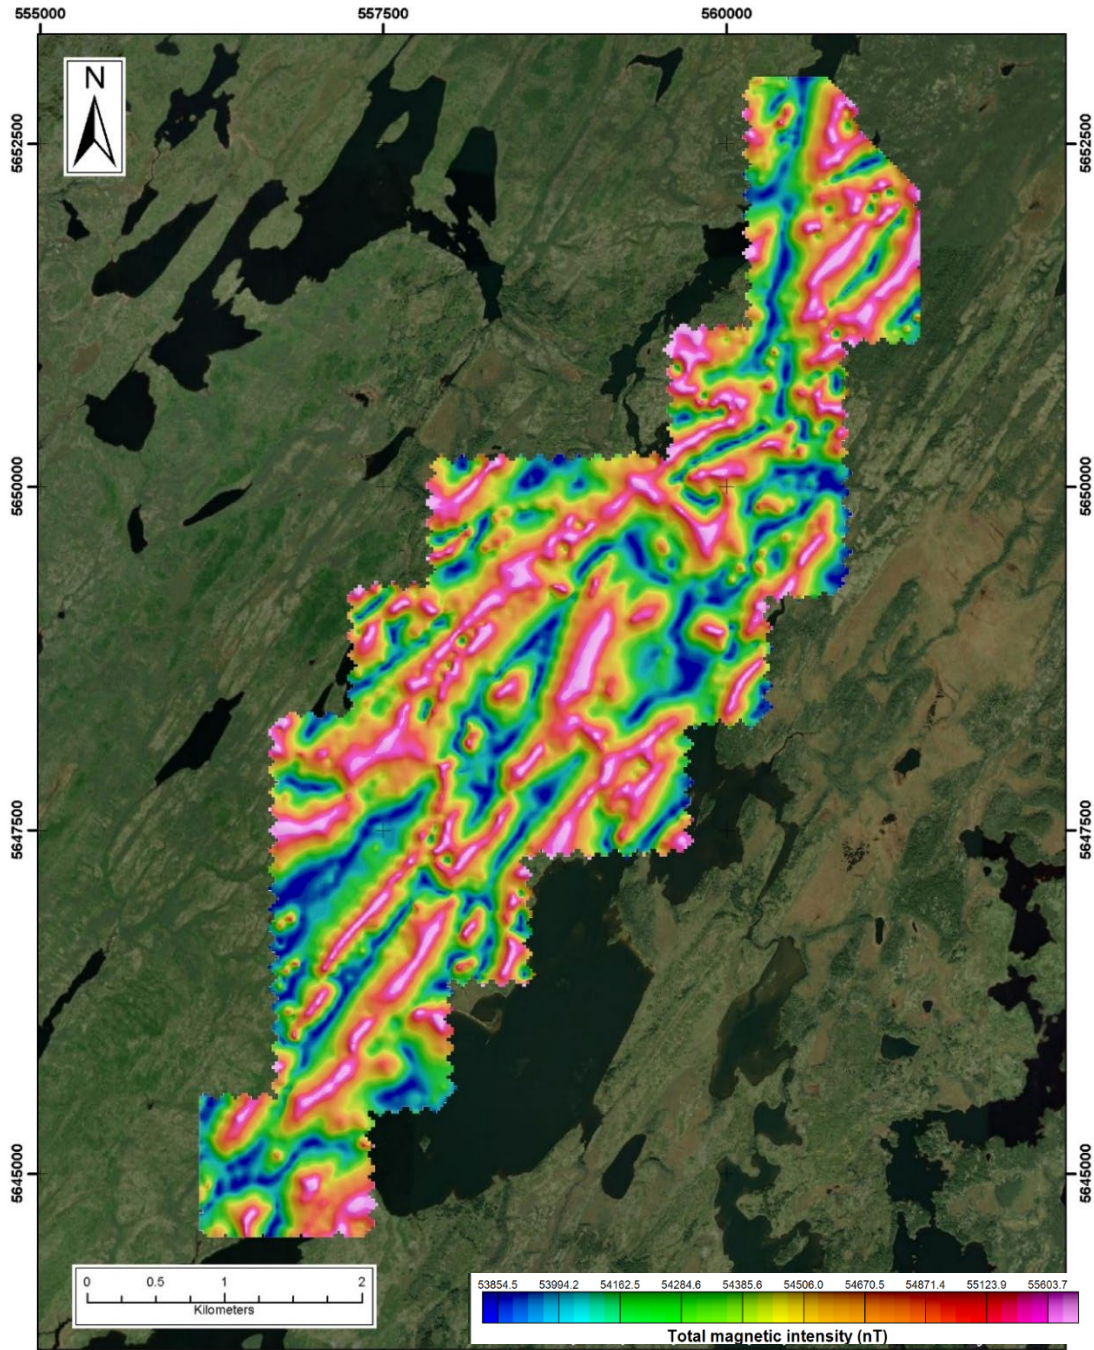 555000 557500 560000
N
5652500 5652500
5650000 5650000
5647500 5647500
5645000 5645000
0 0.5 1 2
Kilometers
53854.5 53994.2 54162.5 54284.6 54385.6 54506.0 54670.5 54871.4 55123.9 55603.7
Total magnetic intensity (nT)